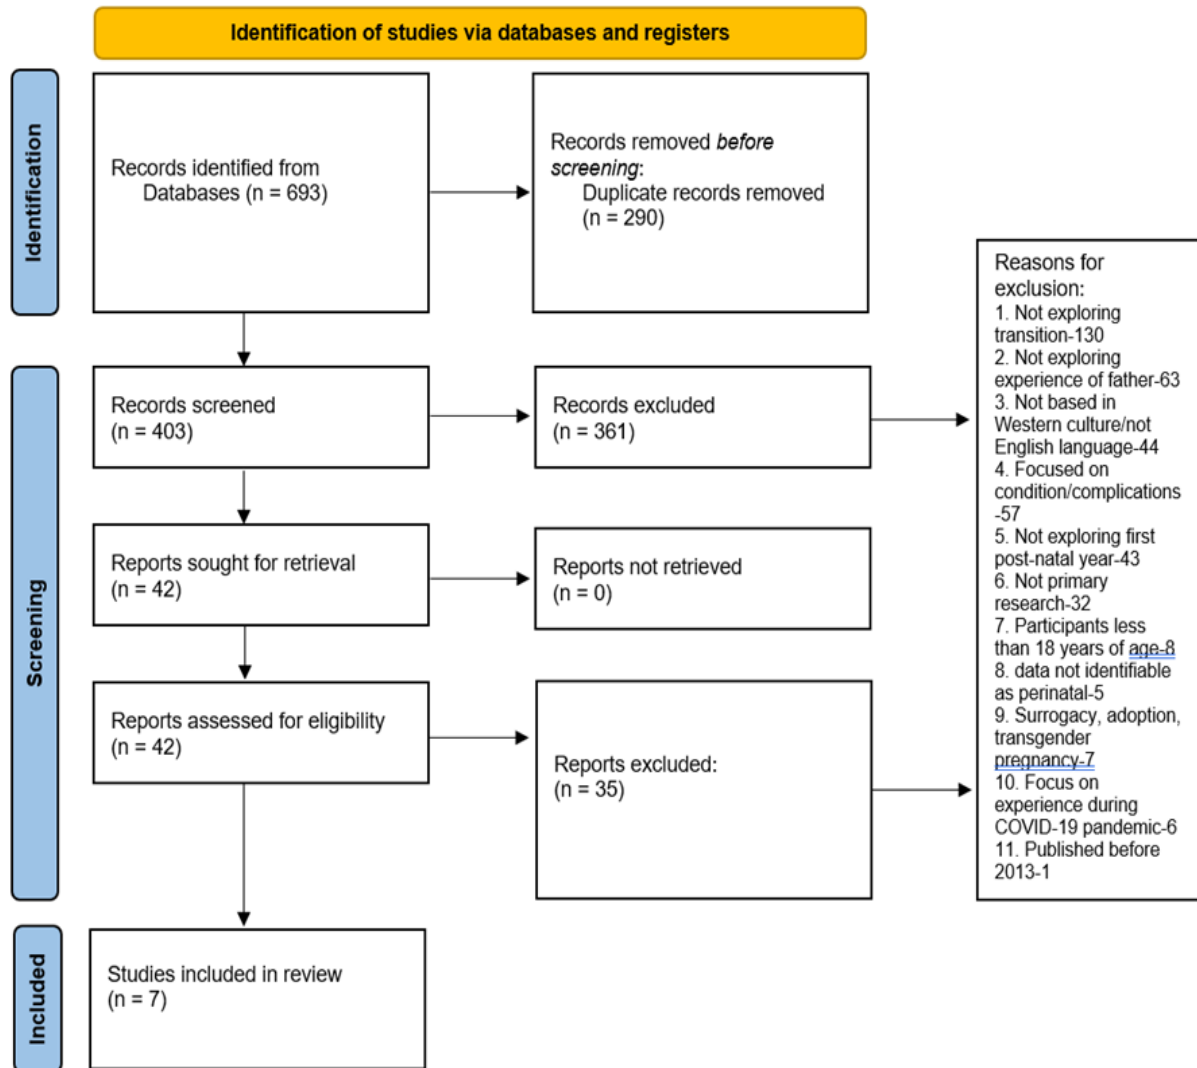 Identification of studies via databases and registers
Identification
Records identified from
Databases (n = 693)
Records removed before
screening:
Duplicate records removed
(n = 290)
Screening
Records screened
(n = 403)
Records excluded
(n = 361)
Reports sought for retrieval
(n = 42)
Reports not retrieved
(n = 0)
Reports assessed for eligibility
(n = 42)
Reports excluded:
(n = 35)
Reasons for
exclusion:
1. Not exploring
transition-130
2. Not exploring
experience of father-63
3. Not based in
Western culture/not
English language-44
4. Focused on
condition/complications
-57
5. Not exploring first
post-natal year-43
6. Not primary
research-32
7. Participants less
than 18 years of age-8
8. data not identifiable
as perinatal-5
9. Surrogacy, adoption,
transgender
pregnancy-7
10. Focus on
experience during
COVID-19 pandemic-6
11. Published before
2013-1
Included
Studies included in review
(n = 7)